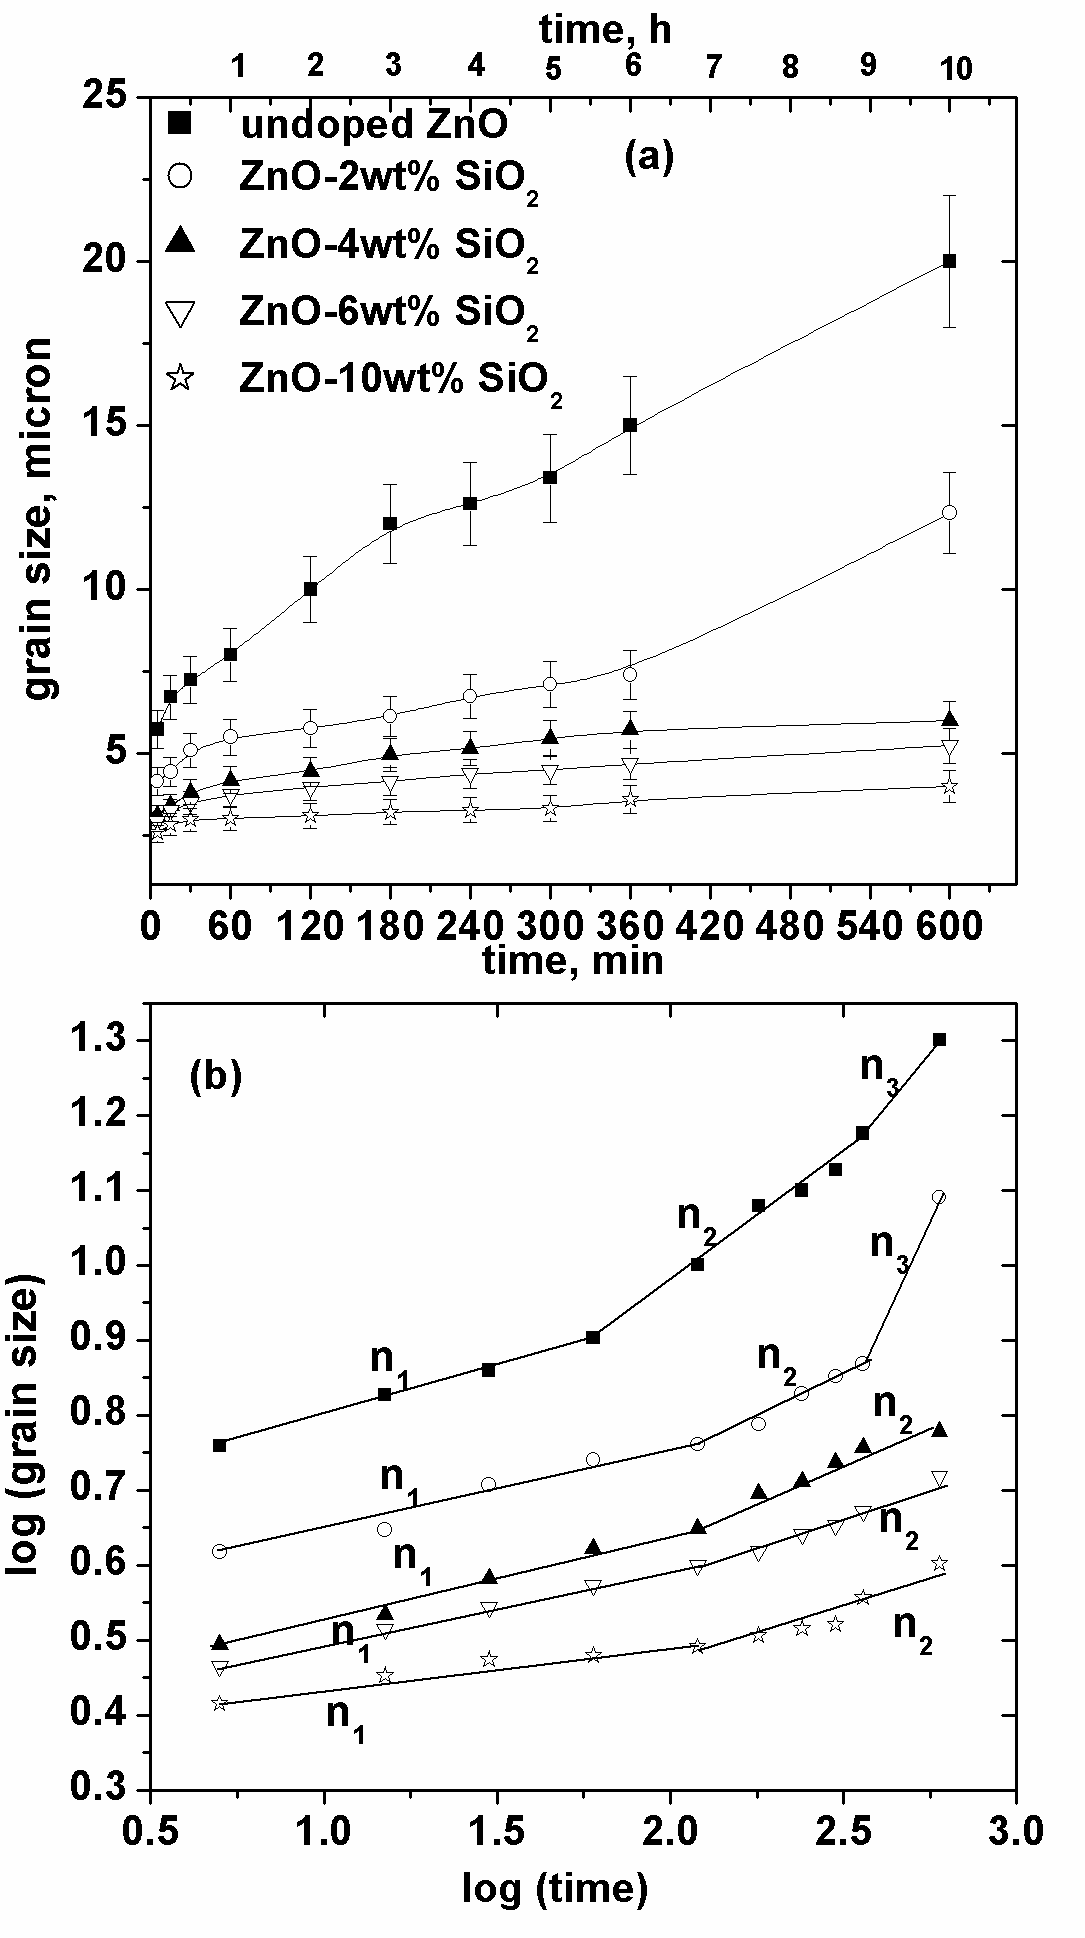 time, h
1 2 3 4 5 6 7 8 9 10
25
undoped ZnO
(a)
ZnO-2wt% SiO2
ZnO-4wt% SiO2
20
ZnO-6wt% SiO2
ZnO-10wt% SiO2
15
10
5
grain size, micron
0 60 120 180 240 300 360 420 480 540 600
time, min
1.3
(b)
n3
1.2
n2
1.1
n3
1.0
0.9
n1
n2
0.8
n2
n1
0.7
n2
n1
0.6
n1
n2
0.5
n1
0.4
0.3
log (grain size)
0.5 1.0 1.5 2.0 2.5 3.0
log (time)